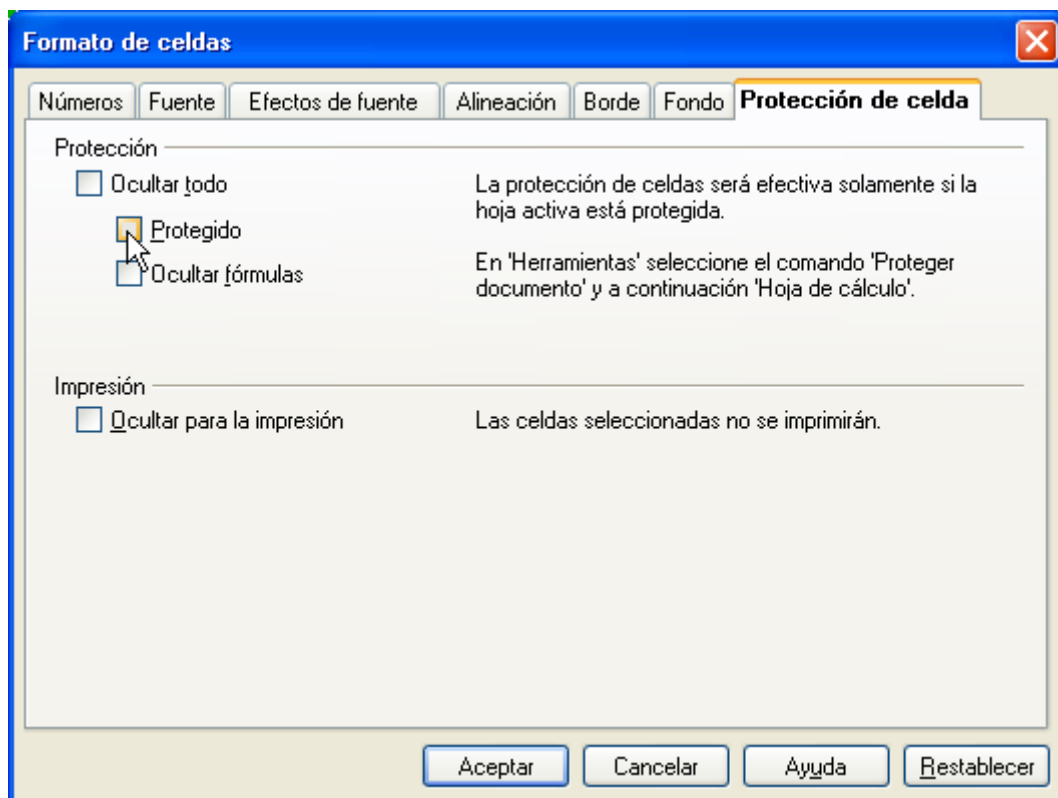 Formato de celdas
Números Fuente Efectos de fuente Alineación Borde Fondo Protección de celda
Protección
Ocultar todo
La protección de celdas será efectiva solamente si la
hoja activa está protegida.
Protegido
En 'Herramientas' seleccione el comando 'Proteger
documento' y a continuación 'Hoja de cálculo'.
Ocultar fórmulas
Impresión
Ocultar para la impresión
Las celdas seleccionadas no se imprimirán.
Aceptar Cancelar Ayuda Restablecer